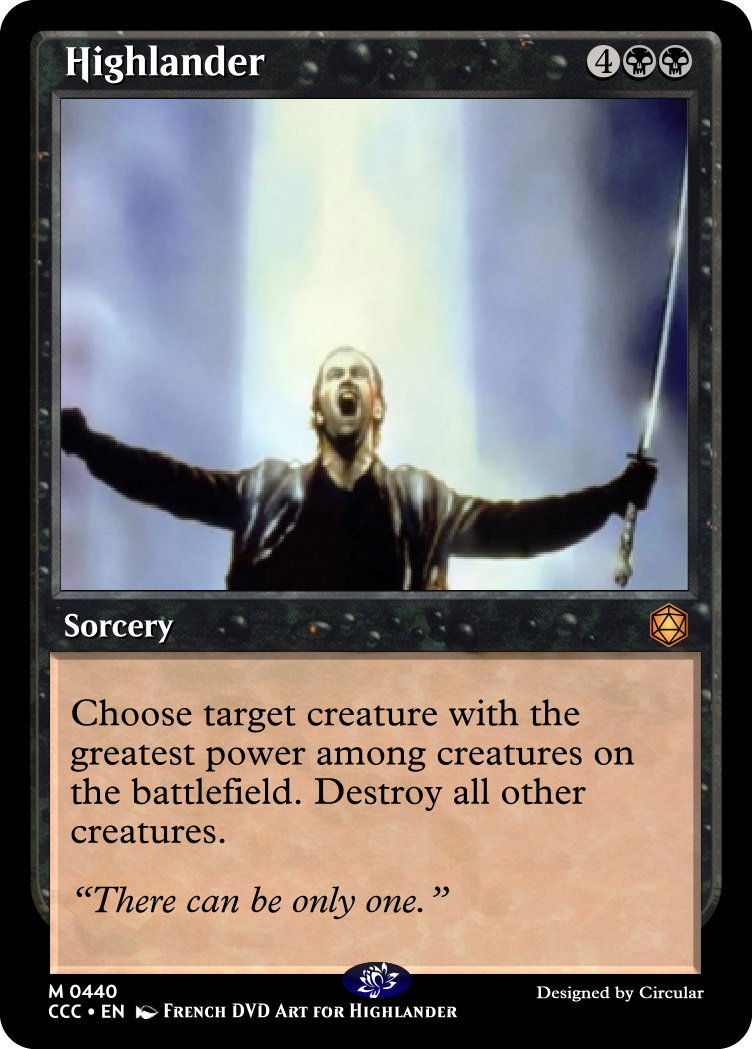 Highlander 4
Sorcery
Choose target creature with the
greatest power among creatures on
the battlefield. Destroy all other
creatures.
“There can be only one.”
M 0440
Designed by Circular
CCC • EN French DVD Art for Highlander